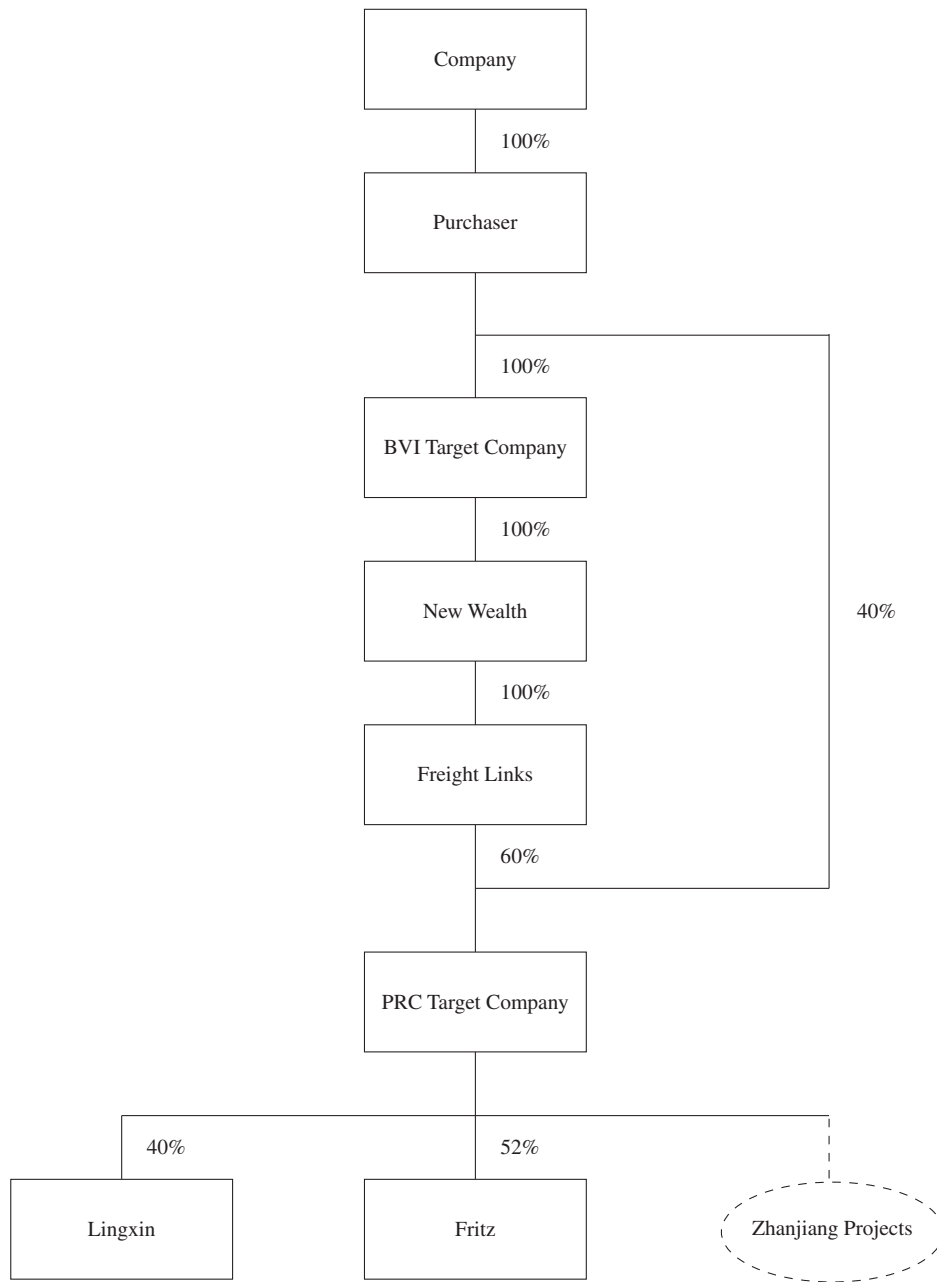 Company
100%
Purchaser
100%
BVI Target Company
100%
New Wealth
40%
100%
Freight Links
60%
PRC Target Company
40%
52%
Lingxin
Fritz
Zhanjiang Projects